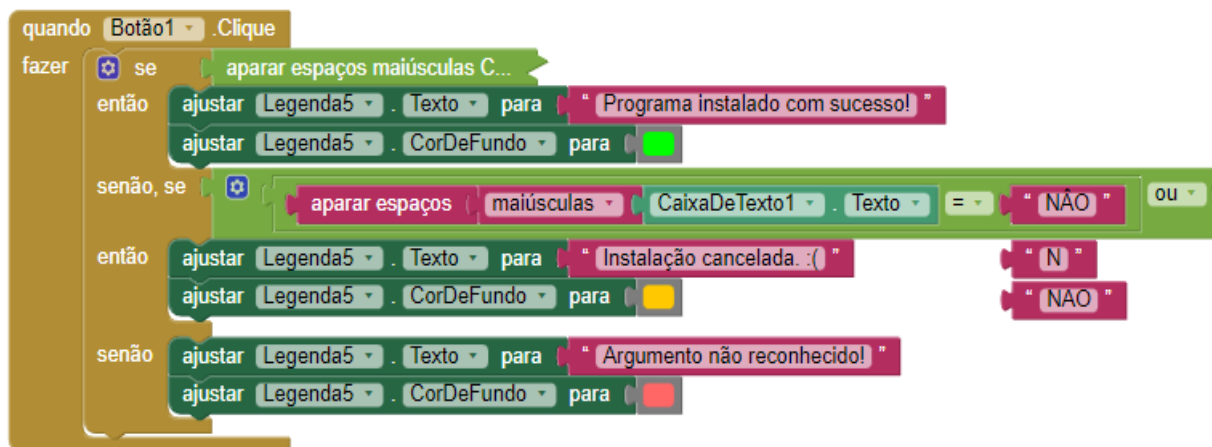 quando Botão1 .Clique
fazer se aparar espaços maiúsculas C...
então ajustar Legenda5 . Texto para " Programa instalado com sucesso! "
ajustar Legenda5 . CorDeFundo para
senão, se aparar espaços maiúsculas CaixaDeTexto1 . Texto = " NÃO " ou
então ajustar Legenda5 . Texto para " Instalação cancelada. :( " " N "
ajustar Legenda5 . CorDeFundo para " NAO "
senão ajustar Legenda5 . Texto para " Argumento não reconhecido! "
ajustar Legenda5 . CorDeFundo para